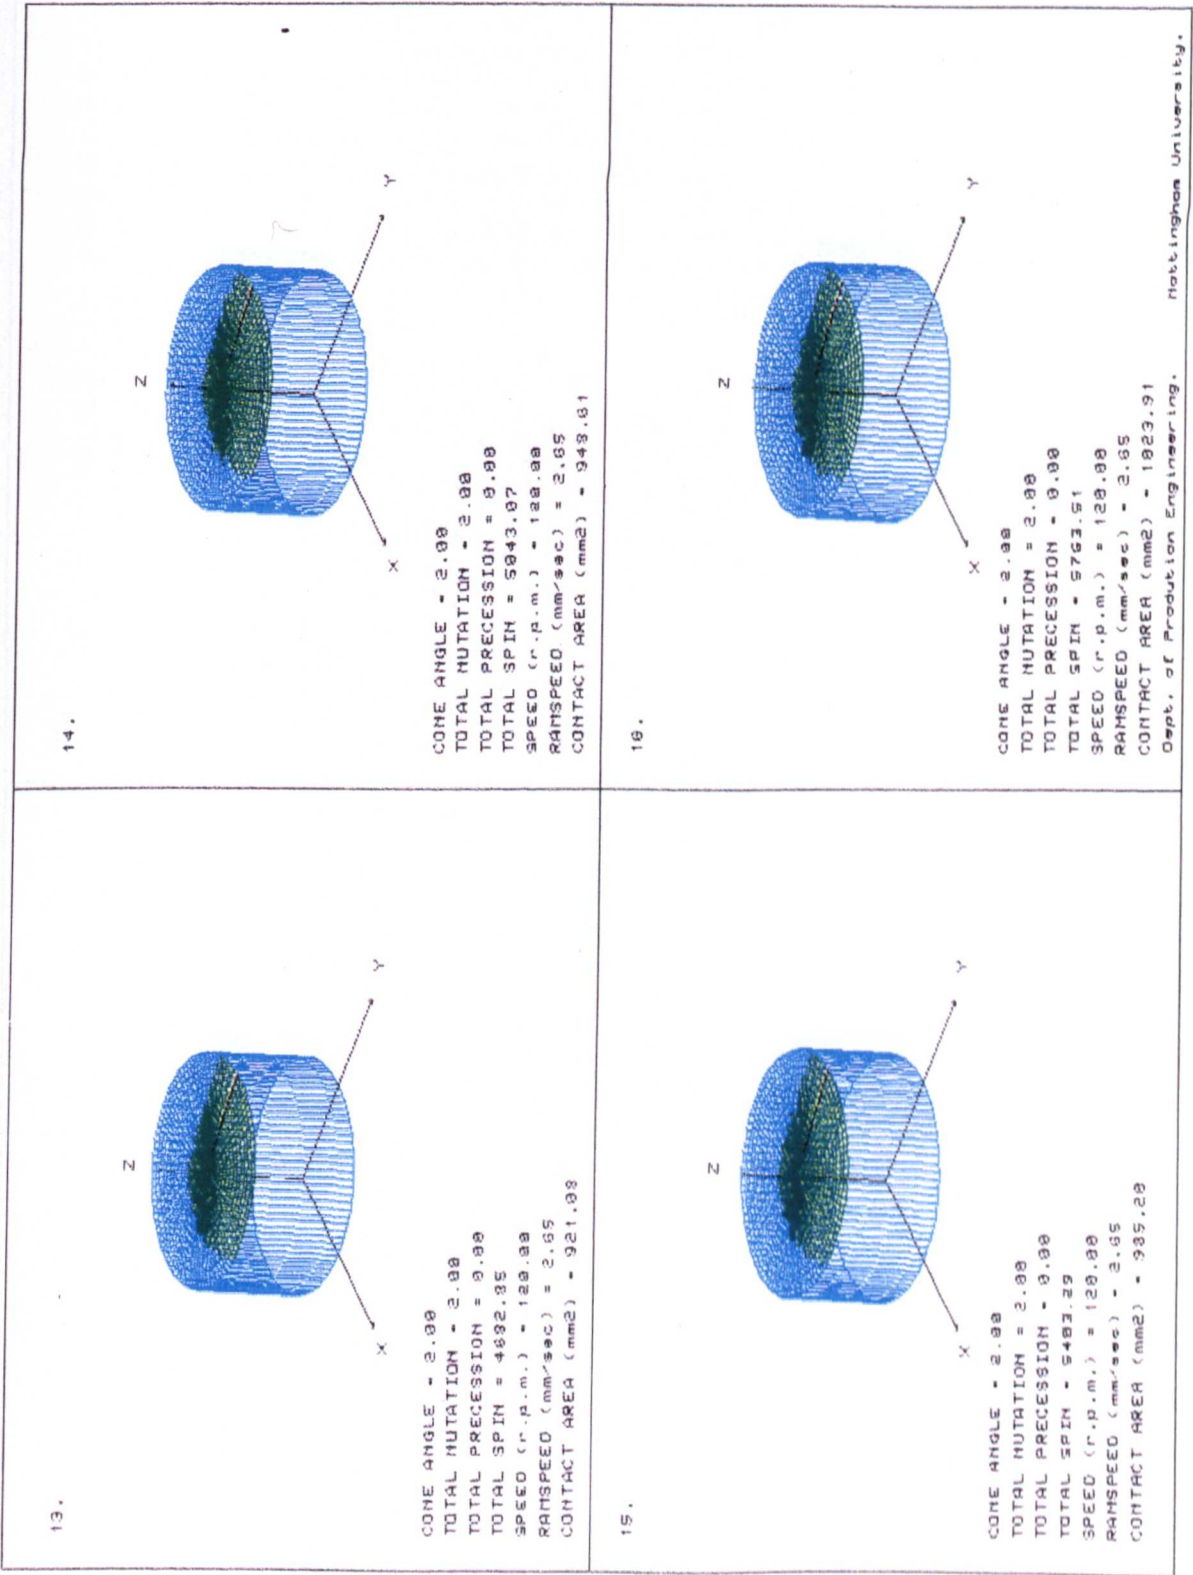 13.
Z
X
Y
CONE ANGLE = 2.00
TOTAL NUTATION = 2.00
TOTAL PRECESSION = 0.00
TOTAL SPIN = 4682.85
SPEED (r.p.m.) = 120.00
RAMSPEED (mm/sec) = 2.65
CONTACT AREA (mm2) = 921.08
14.
Z
X
Y
CONE ANGLE = 2.00
TOTAL NUTATION = 2.00
TOTAL PRECESSION = 0.00
TOTAL SPIN = 5043.07
SPEED (r.p.m.) = 120.00
RAMSPEED (mm/sec) = 2.65
CONTACT AREA (mm2) = 948.61
15.
Z
X
Y
CONE ANGLE = 2.00
TOTAL NUTATION = 2.00
TOTAL PRECESSION = 0.00
TOTAL SPIN = 5403.29
SPEED (r.p.m.) = 120.00
RAMSPEED (mm/sec) = 2.65
CONTACT AREA (mm2) = 985.20
16.
Z
X
Y
CONE ANGLE = 2.00
TOTAL NUTATION = 2.00
TOTAL PRECESSION = 0.00
TOTAL SPIN = 5763.51
SPEED (r.p.m.) = 120.00
RAMSPEED (mm/sec) = 2.65
CONTACT AREA (mm2) = 1023.91
Dept. of Prodution Engineering. Nottingham University.